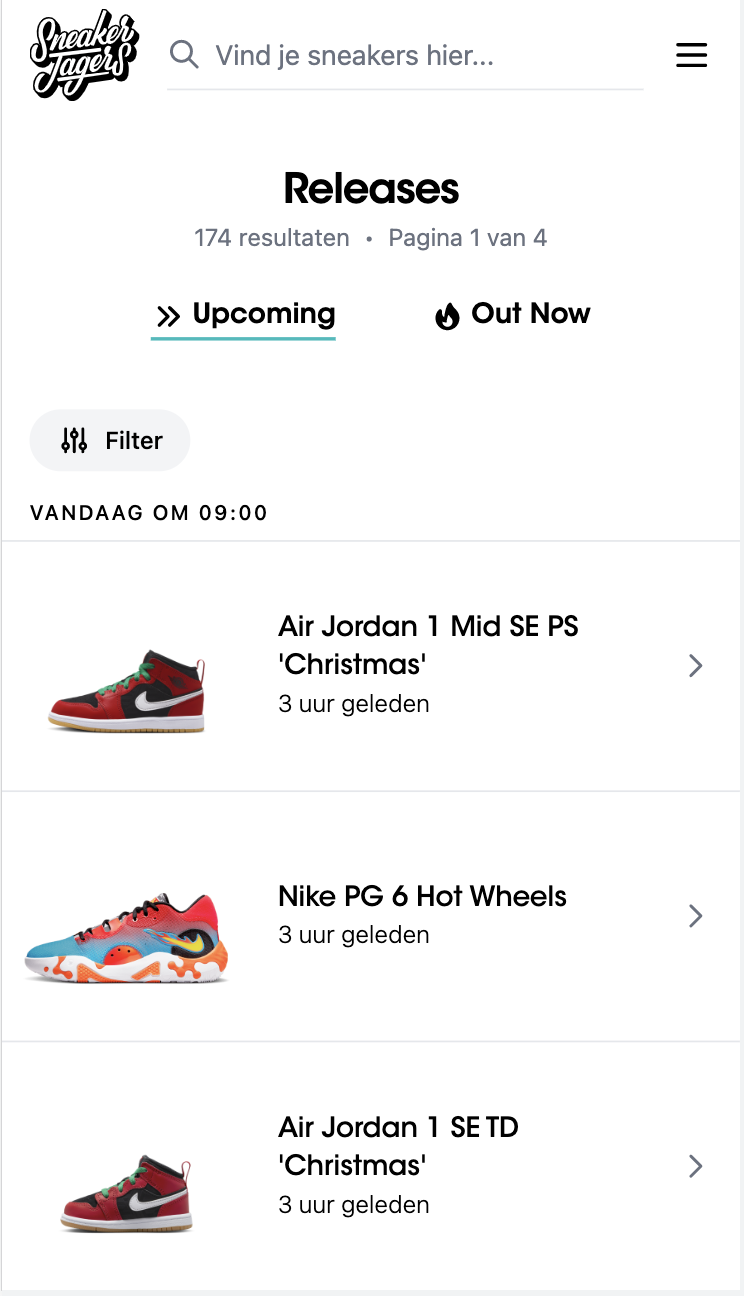 Sneaker
Jagers
Vind je sneakers hier...
Releases
174 resultaten • Pagina 1 van 4
Upcoming
Out Now
Filter
VANDAAG OM 09:00
Air Jordan 1 Mid SE PS
'Christmas'
3 uur geleden
Nike PG 6 Hot Wheels
3 uur geleden
Air Jordan 1 SE TD
'Christmas'
3 uur geleden